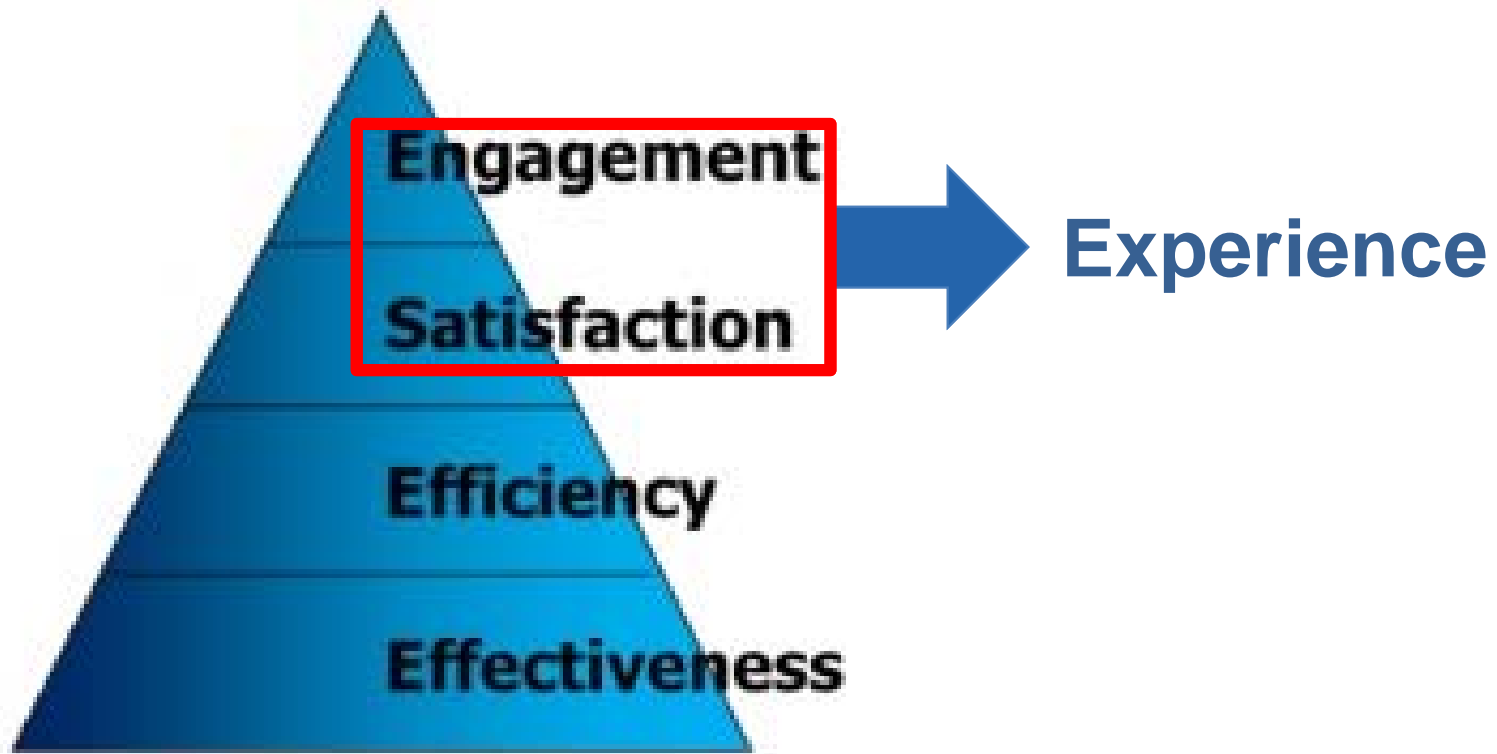 Engagement
Experience
Satisfaction
Efficiency
Effectiveness